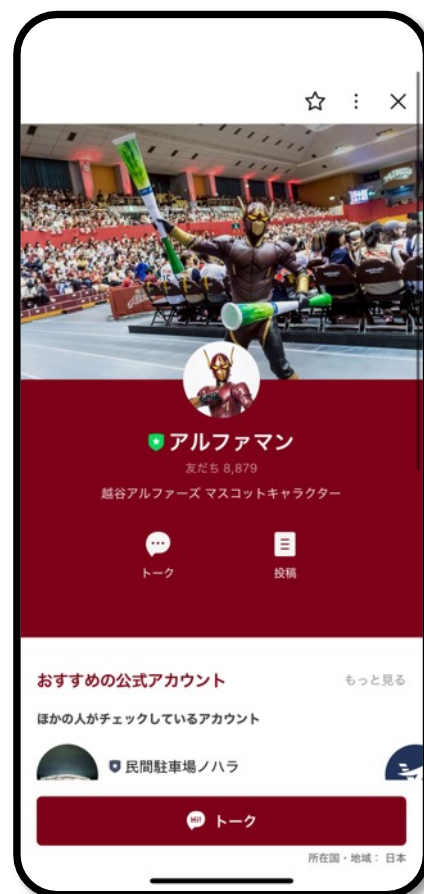 アルファマン
友だち 8,879
越谷アルファーズ マスコットキャラクター
トーク
投稿
おすすめの公式アカウント
もっと見る
ほかの人がチェックしているアカウント
民間駐車場ノハラ
Hi! トーク
所在国・地域： 日本